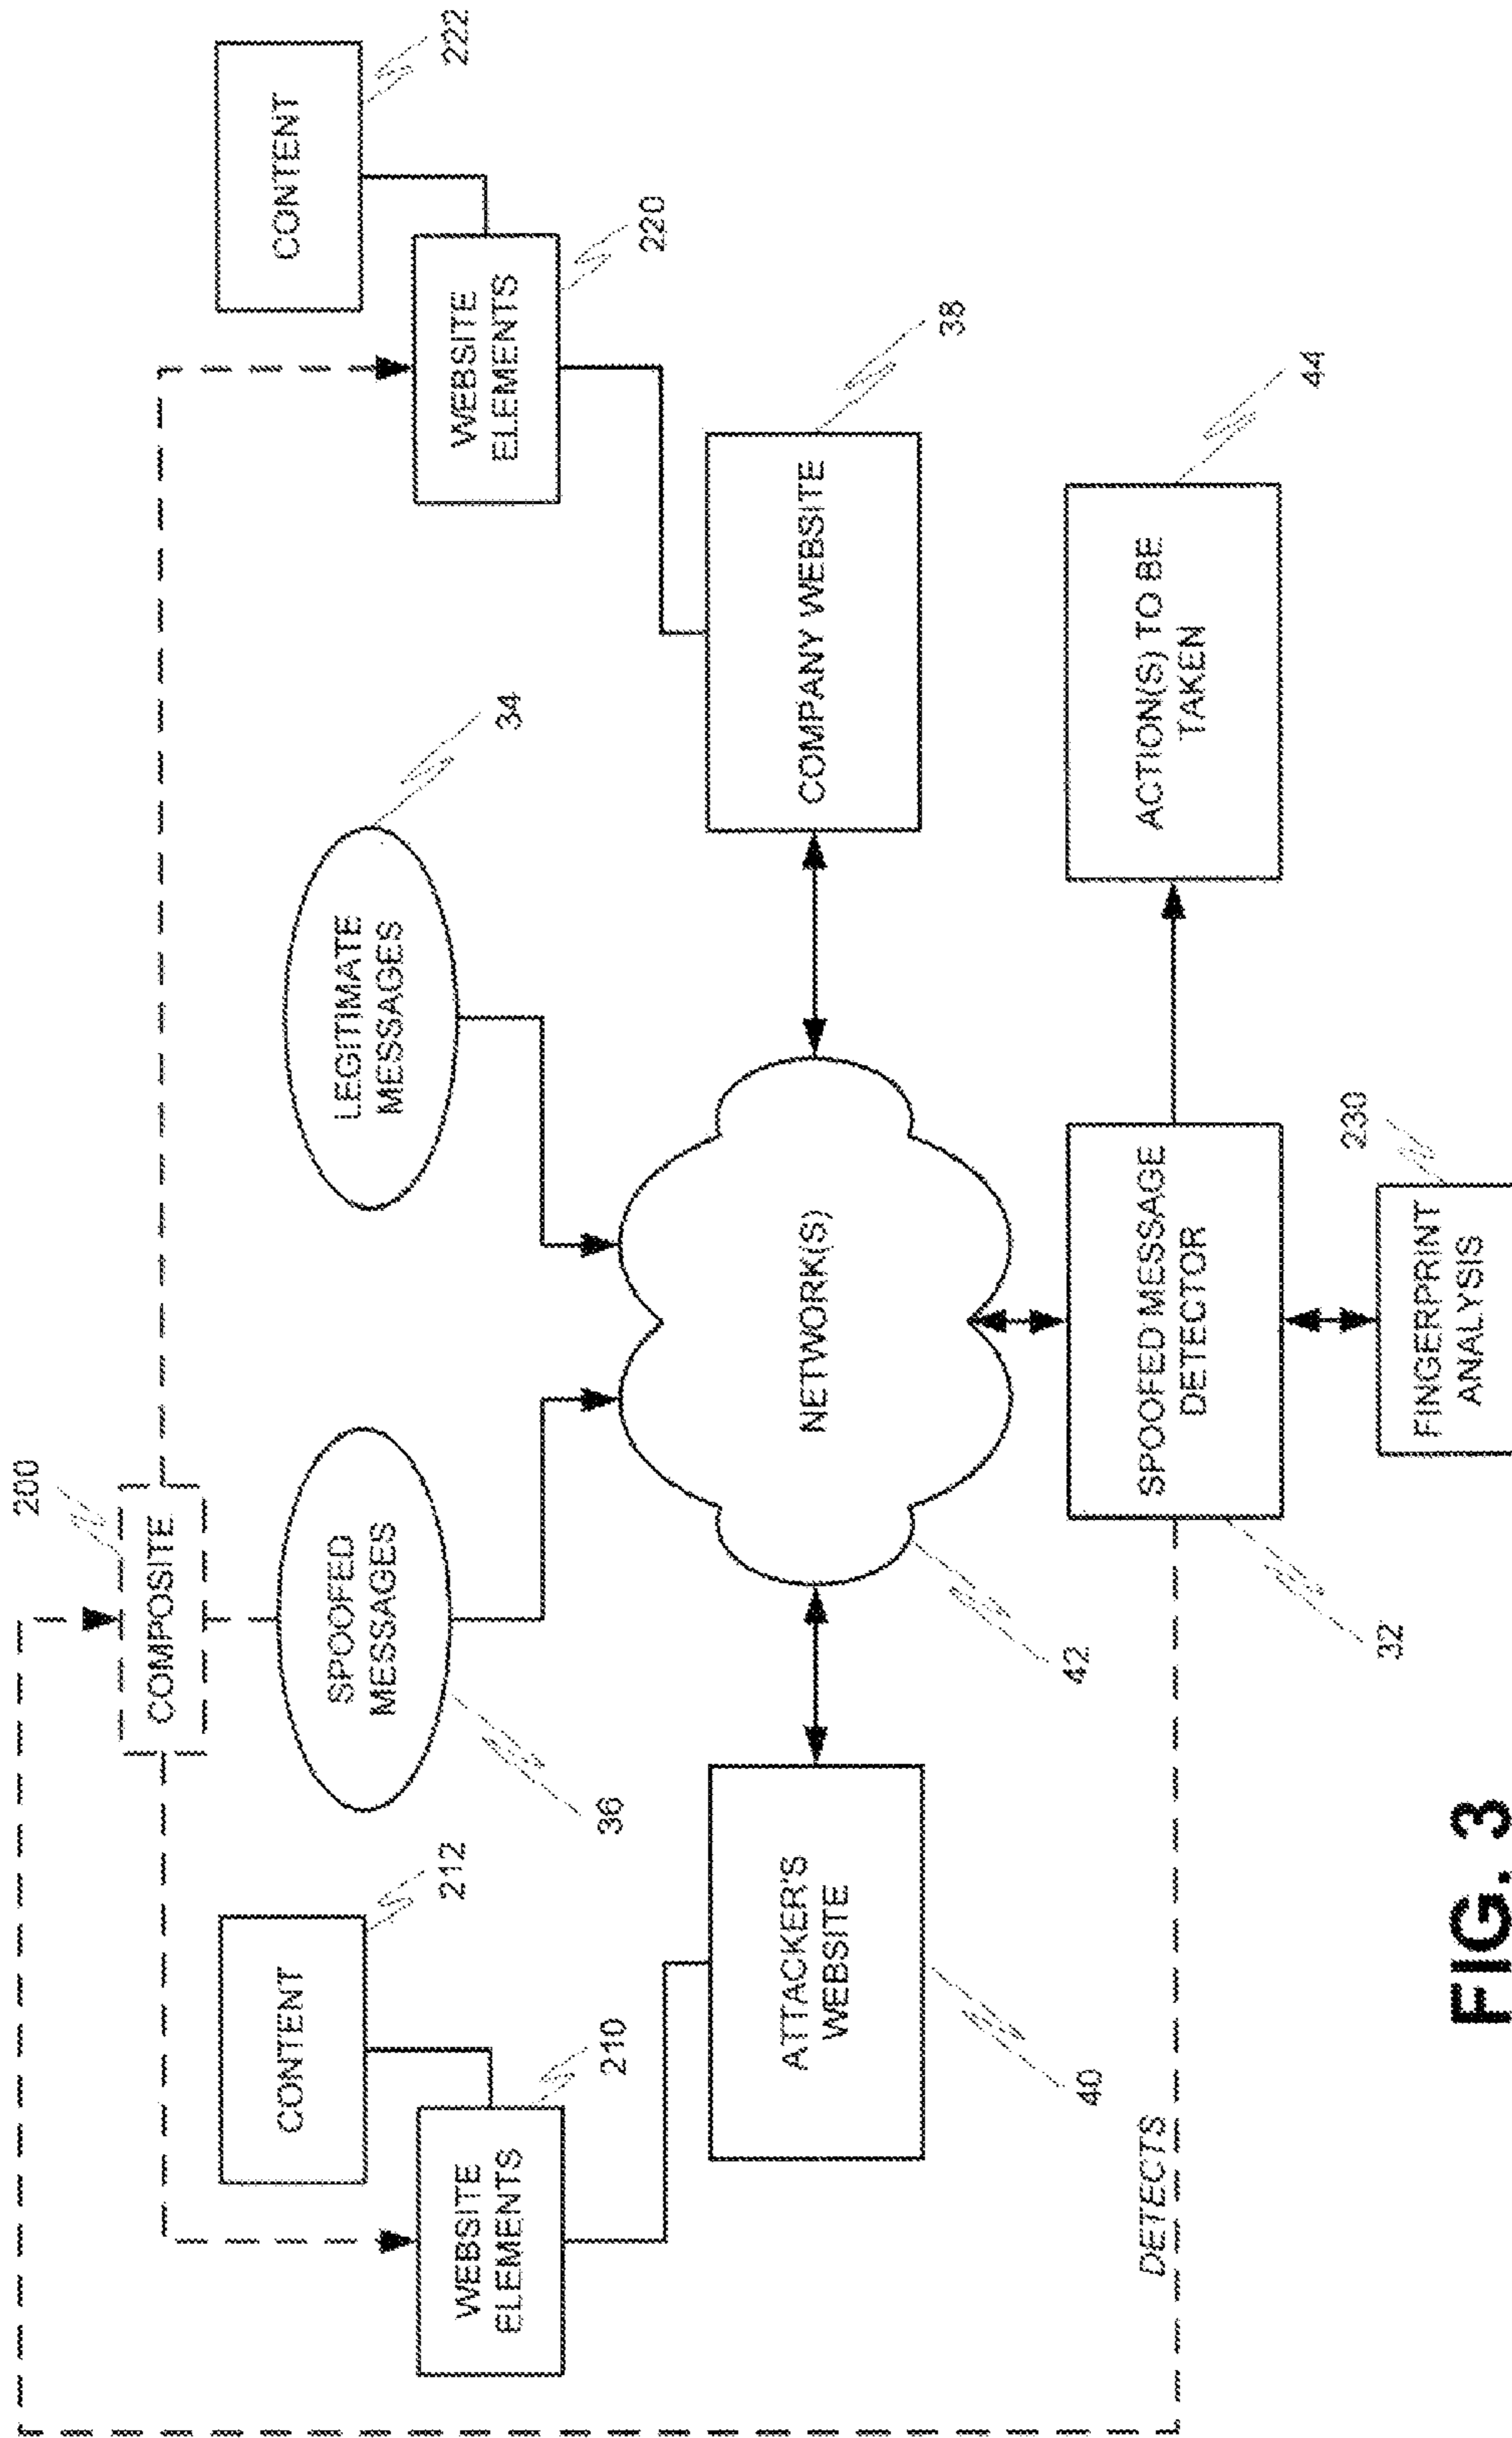 200
COMPOSITE
CONTENT
212
SPOOFED
MESSAGES
36
LEGITIMATE
MESSAGES
34
CONTENT
222
WEBSITE
ELEMENTS
210
WEBSITE
ELEMENTS
220
ATTACKER'S
WEBSITE
40
NETWORK(S)
42
COMPANY WEBSITE
38
DETECTS
SPOOFED MESSAGE
DETECTOR
32
ACTION(S) TO BE
TAKEN
44
FINGERPRINT
ANALYSIS
230
FIG. 3